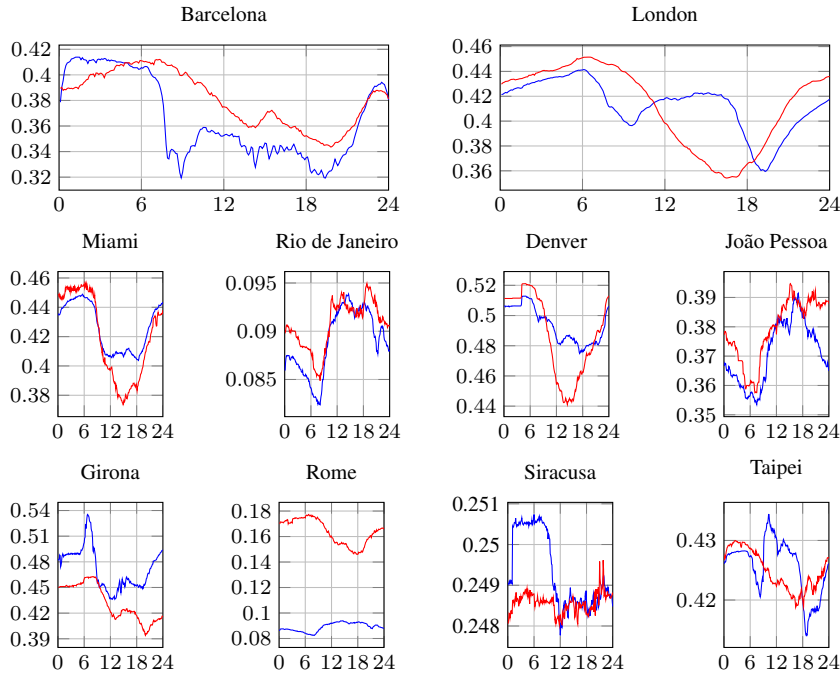 Barcelona London
0.42 0.46
0.4 0.44
0.38 0.42
0.36 0.4
0.34 0.38
0.32 0.36
0 6 12 18 24 0 6 12 18 24
Miami Rio de Janeiro Denver João Pessoa
0.46 0.095 0.52 0.39
0.44 0.09 0.5 0.38
0.42 0.085 0.48 0.37
0.4 0.46 0.36
0.38 0.44 0.35
0 6 12 18 24 0 6 12 18 24 0 6 12 18 24 0 6 12 18 24
Girona Rome Siracusa Taipei
0.54 0.18 0.251 0.43
0.51 0.16 0.25 0.42
0.48 0.14 0.249
0.45 0.12 0.248
0.42 0.1
0.39 0.08
0 6 12 18 24 0 6 12 18 24 0 6 12 18 24 0 6 12 18 24